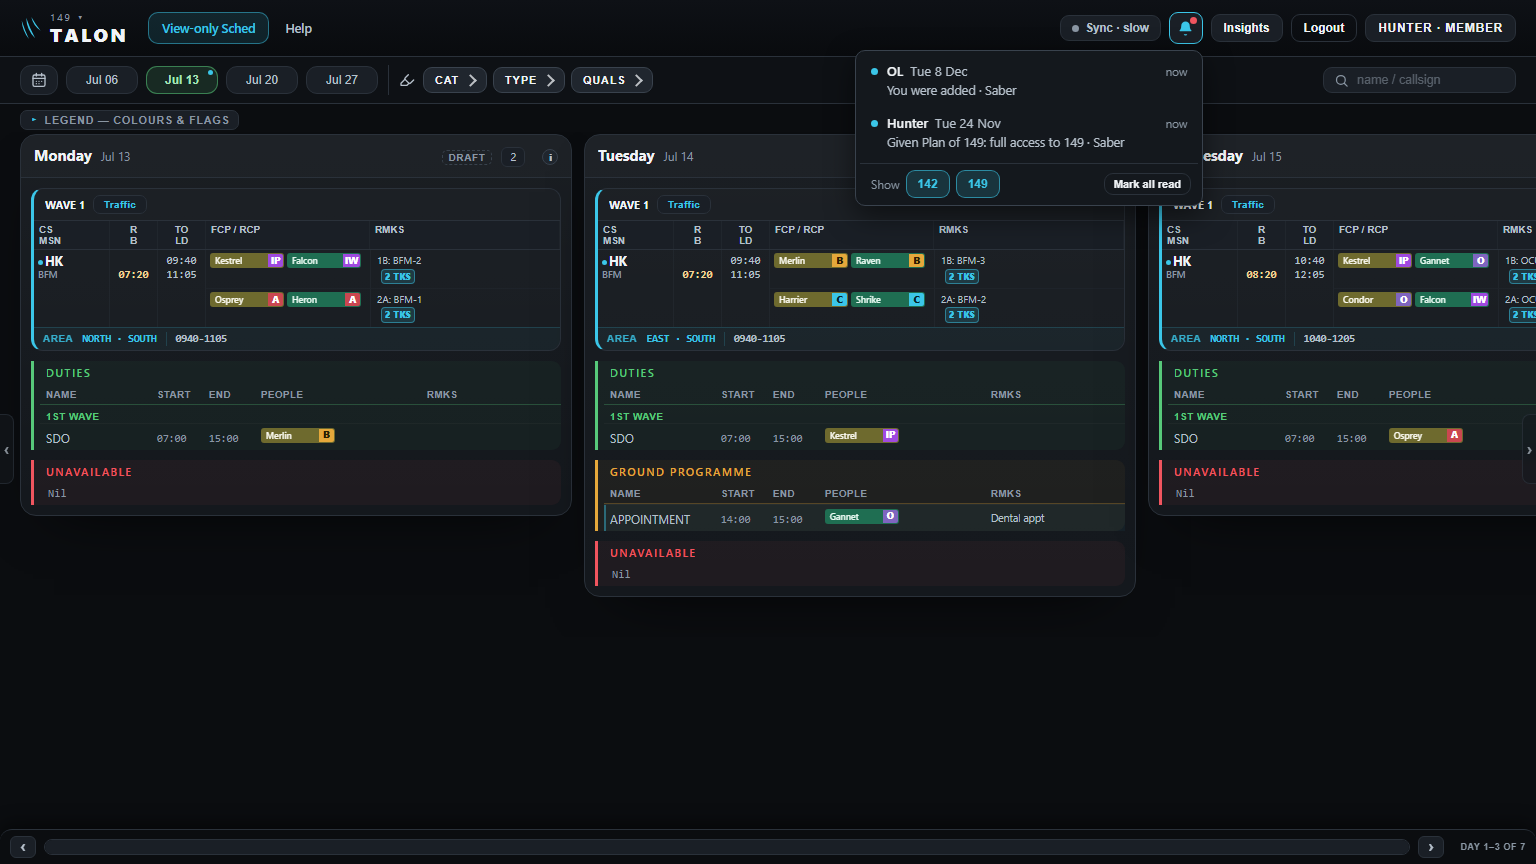 149 ▾
TALON
View-only Sched
Help
Sync · slow
Insights
Logout
HUNTER · MEMBER
Jul 06
Jul 13
Jul 20
Jul 27
CAT
TYPE
QUALS
name / callsign
OL Tue 8 Dec now
You were added · Saber
Hunter Tue 24 Nov now
Given Plan of 149: full access to 149 · Saber
Show 142 149 Mark all read
LEGEND — COLOURS & FLAGS
Monday Jul 13 DRAFT 2 i
WAVE 1 Traffic
CS R TO FCP / RCP RMKS
MSN B LD
HK 09:40 Kestrel IP Falcon IW 1B: BFM-2
BFM 07:20 11:05 2 TKS
Osprey A Heron A 2A: BFM-1
2 TKS
AREA NORTH · SOUTH 0940-1105
DUTIES
NAME START END PEOPLE RMKS
1ST WAVE
SDO 07:00 15:00 Merlin B
UNAVAILABLE
Nil
Tuesday Jul 14
WAVE 1 Traffic
CS R TO FCP / RCP RMKS
MSN B LD
HK 09:40 Merlin B Raven B 1B: BFM-3
BFM 07:20 11:05 2 TKS
Harrier C Shrike C 2A: BFM-2
2 TKS
AREA EAST · SOUTH 0940-1105
DUTIES
NAME START END PEOPLE RMKS
1ST WAVE
SDO 07:00 15:00 Kestrel IP
GROUND PROGRAMME
NAME START END PEOPLE RMKS
APPOINTMENT 14:00 15:00 Gannet O Dental appt
UNAVAILABLE
Nil
esday Jul 15
WAVE 1 Traffic
CS R TO FCP / RCP RMKS
MSN B LD
HK 10:40 Kestrel IP Gannet O 1B: OCU
BFM 08:20 12:05 2 TKS
Condor O Falcon IW 2A: OCU
2 TKS
AREA NORTH · SOUTH 1040-1205
DUTIES
NAME START END PEOPLE
1ST WAVE
SDO 07:00 15:00 Osprey A
UNAVAILABLE
Nil
DAY 1–3 OF 7